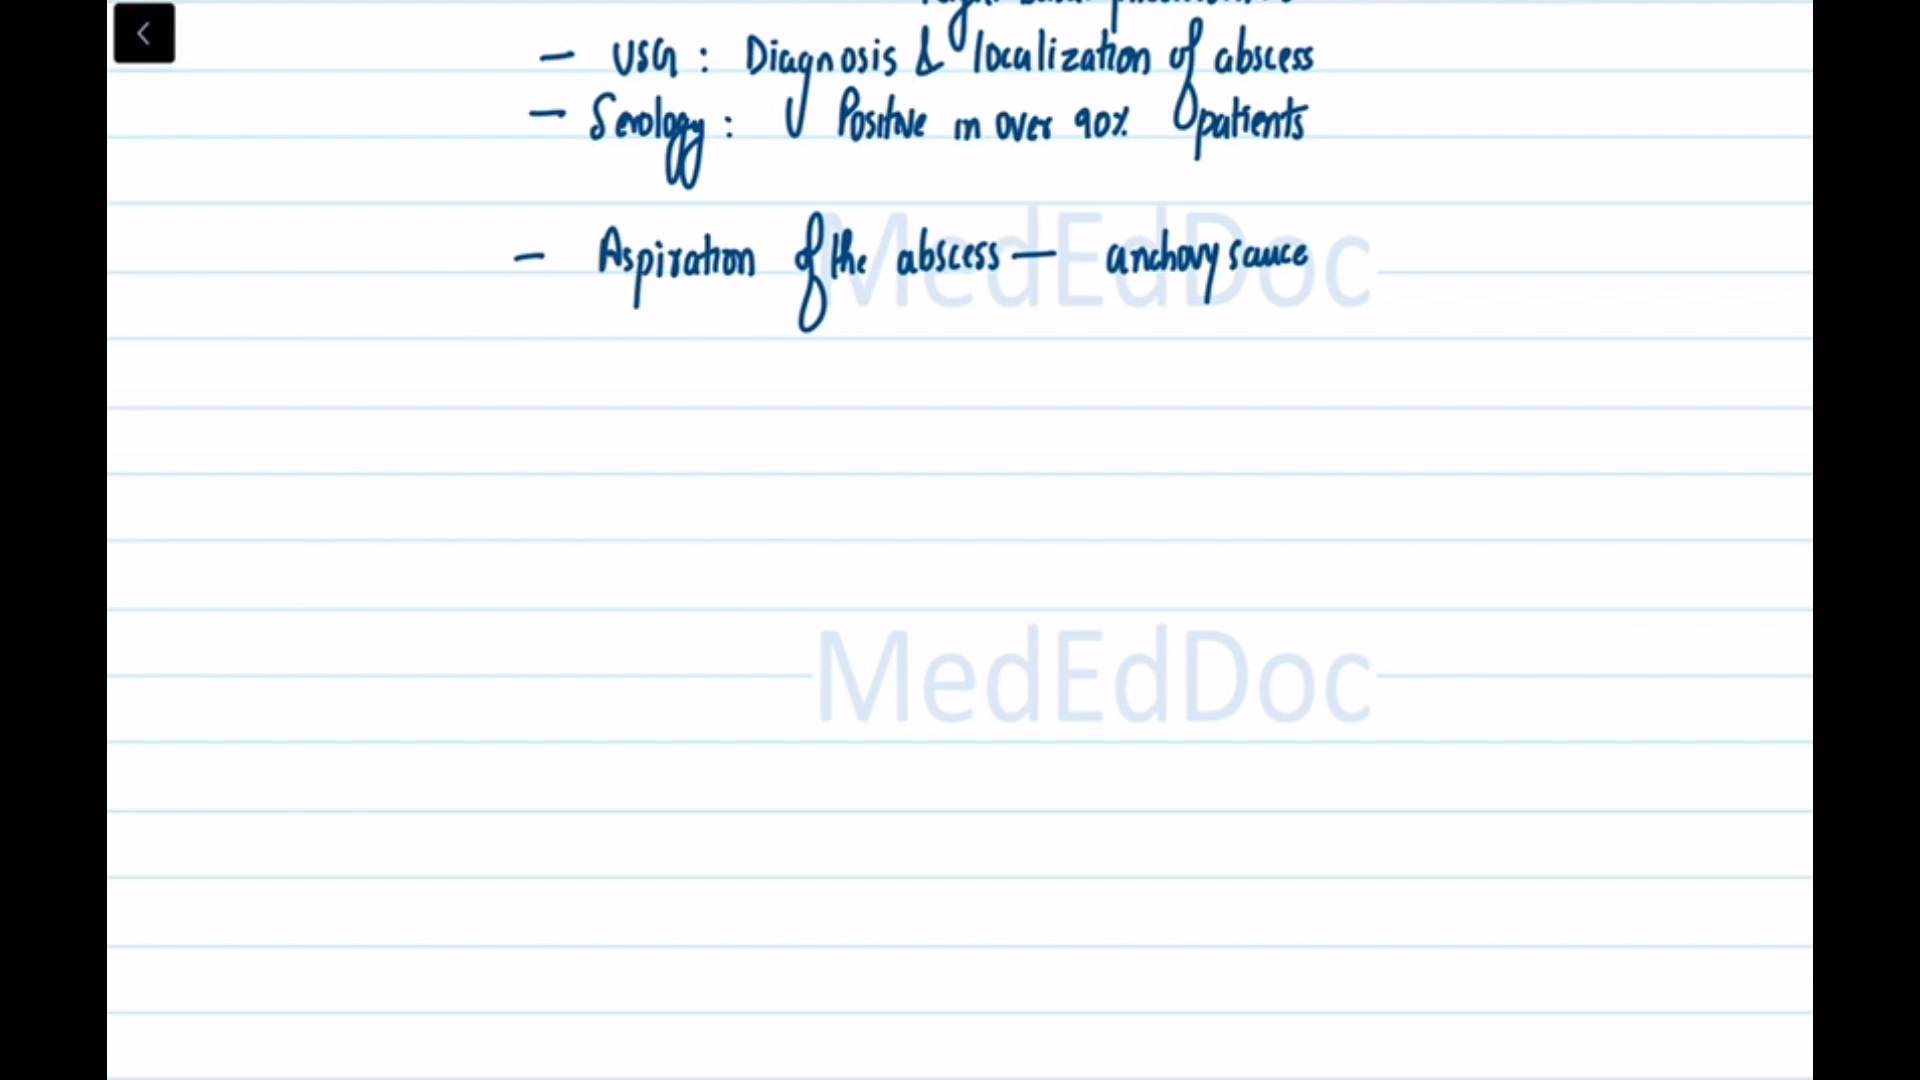 - USG : Diagnosis & localization of abscess
- Serology : Positive in over 90% patients
- Aspiration of the abscess — anchovy sauce
MedEdDoc
MedEdDoc